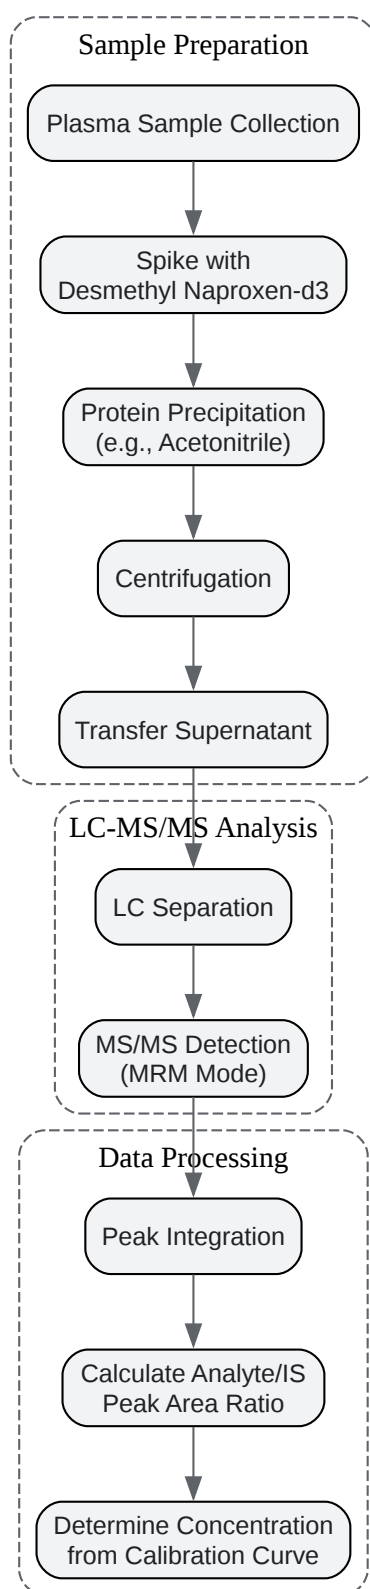 Sample Preparation
Plasma Sample Collection
Spike with
Desmethyl Naproxen-d3
Protein Precipitation
(e.g., Acetonitrile)
Centrifugation
Transfer Supernatant
LC-MS/MS Analysis
LC Separation
MS/MS Detection
(MRM Mode)
Data Processing
Peak Integration
Calculate Analyte/IS
Peak Area Ratio
Determine Concentration
from Calibration Curve